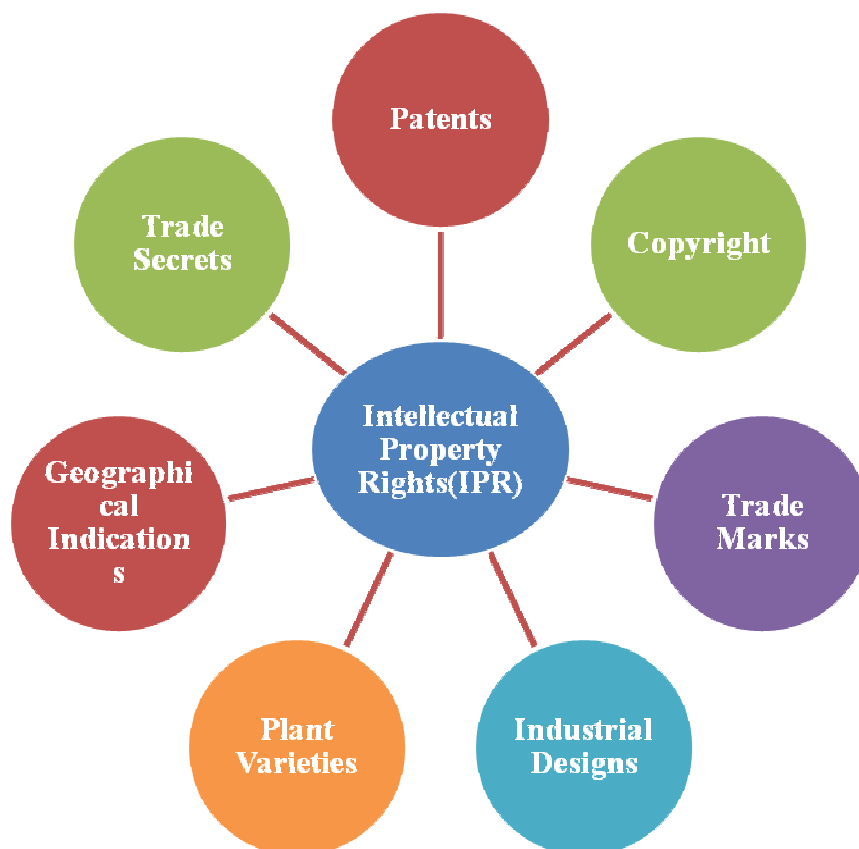 Patents
Copyright
Trade
Marks
Industrial
Designs
Plant
Varieties
Geographi
cal
Indication
s
Trade
Secrets
Intellectual
Property
Rights(IPR)